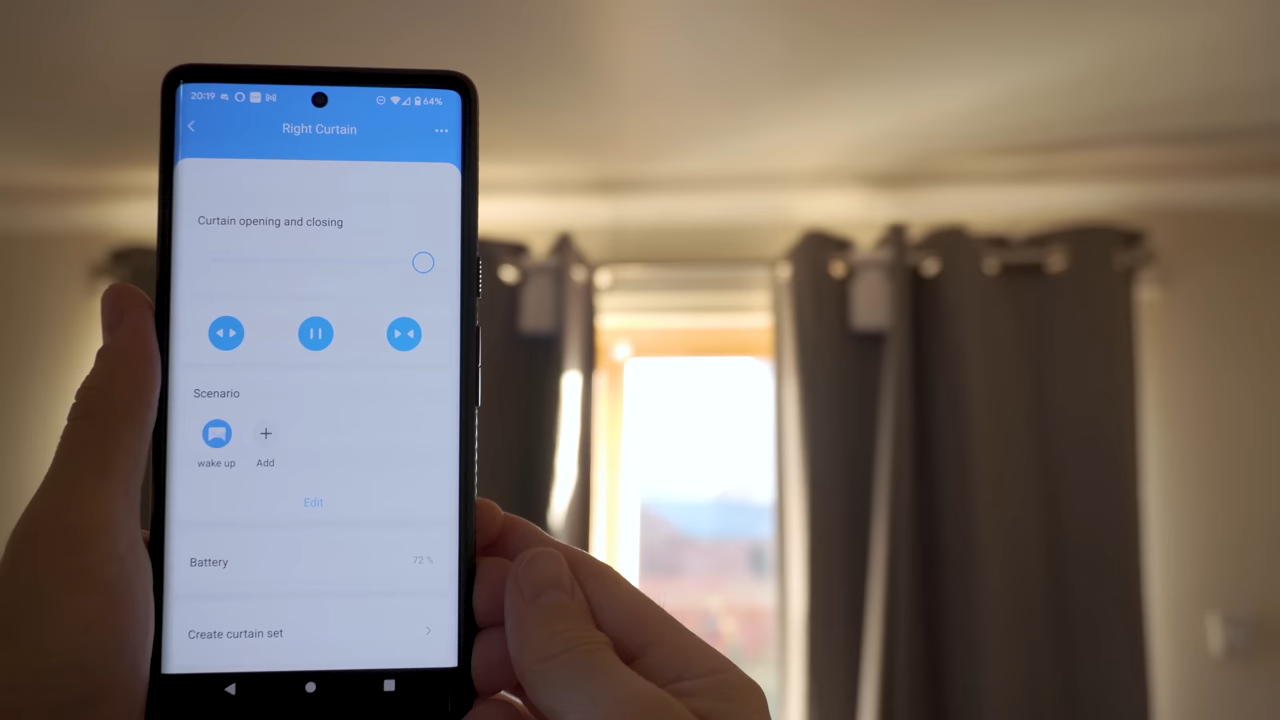 20:19
64%
Right Curtain
Curtain opening and closing
Scenario
wake up
Add
Edit
Battery
72 %
Create curtain set